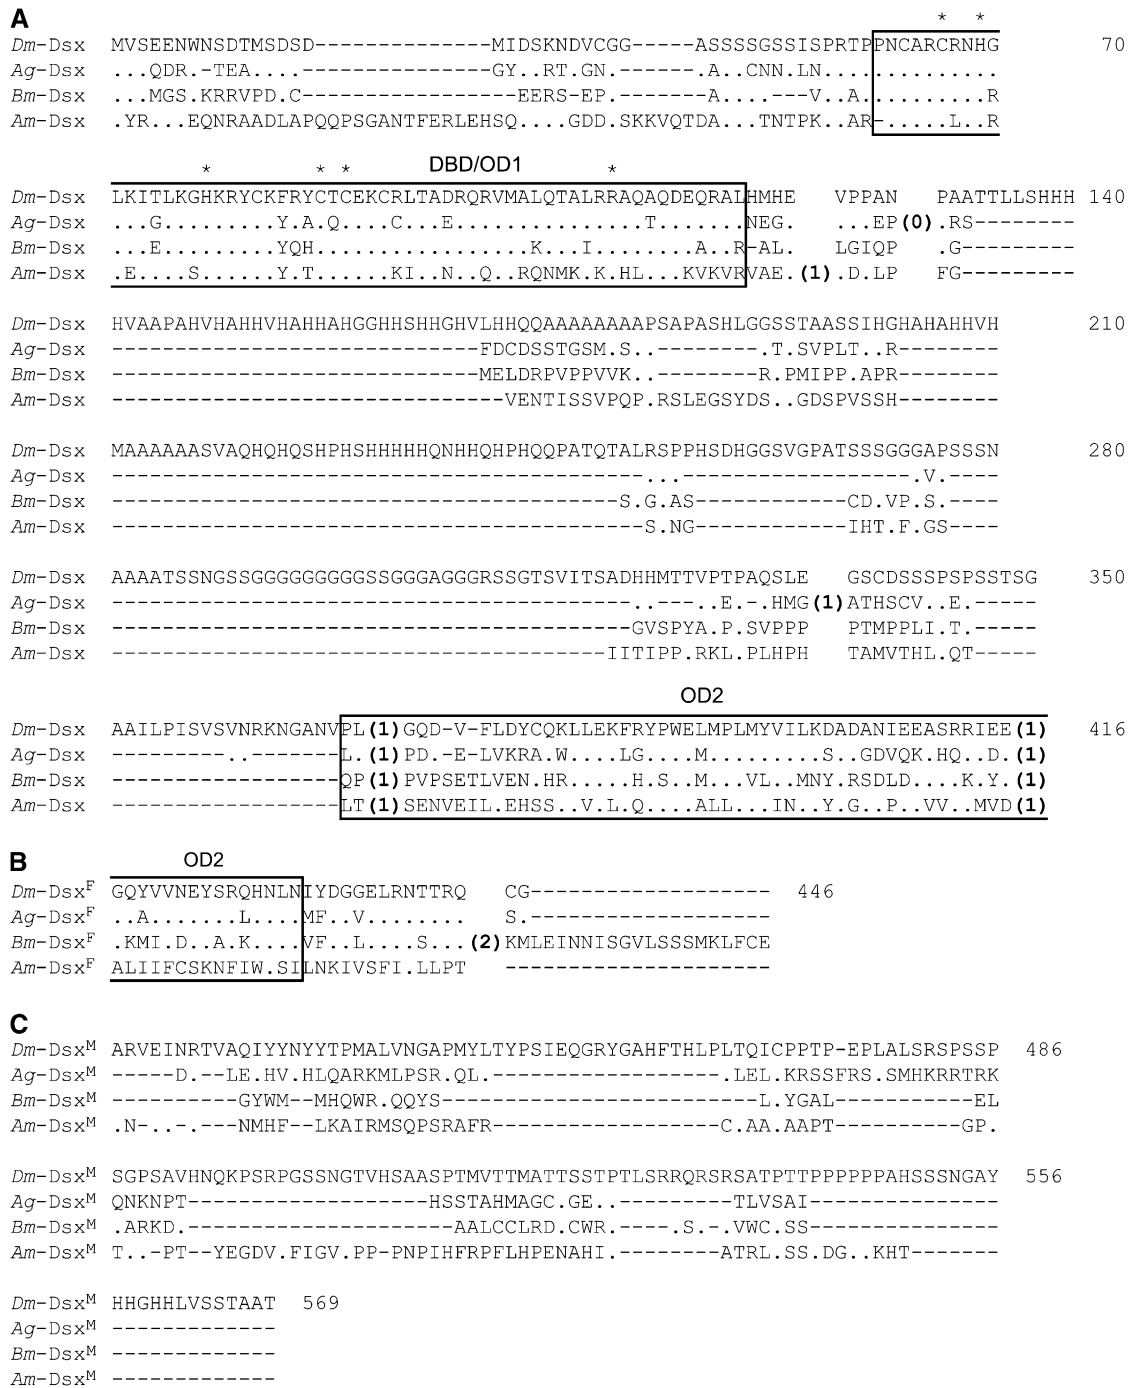 A
* *
Dm-Dsx MVSEENWNSDTMSDSD--------------MIDSKNDVCGG-----ASSSSGSSISPRTPPNCARCRNHG 70
Ag-Dsx ...QDR.-TEA....---------------GY..RT.GN.------.A..CNN.LN..............
Bm-Dsx ...MGS.KRRVPD.C-----------------EERS-EP.-------A....---V..A..........R
Am-Dsx .YR...EQNRAADLAPQQPSGANTFERLEHSQ....GDD.SKKVQTDA...TNTPK..AR-.....L..R
* * * DBD/OD1 *
Dm-Dsx LKITLKGHKRYCKFRYCTCEKCRLTADRQRVMALQTALRRAQAQDEQRALHMHE VPPAN PAATTLLSHHH 140
Ag-Dsx ...G.........Y.A.Q....C...E...............T.......NEG. ...EP(0).RS--------
Bm-Dsx ...E.........YQH.................K...I........A..R-AL. LGIQP .G---------
Am-Dsx .E....S......Y.T......KI..N..Q..RQNMK.K.HL...KVKVRVAE.(1).D.LP FG---------
Dm-Dsx HVAAPAHVHAHHVHAHHAHGGHHSHHGHVLHHQQAAAAAAAAAPSAPASHLGGSSTAASSIHGHAHAHHVH 210
Ag-Dsx -----------------------------FDCDSSTGSM.S..--------.T.SVPLT..R--------
Bm-Dsx -----------------------------MELDRPVPPVVK..--------R.PMIPP.APR--------
Am-Dsx -------------------------------VENTISSVPQP.RSLEGSYDS..GDSPVSSH--------
Dm-Dsx MAAAAAASVAQHQHQSHPHSHHHHHQNHHQHPHQQPATQTALRSPPHSDHGGSVGPATSSSGGGAPSSSN 280
Ag-Dsx ------------------------------------------...-------------------.V.----
Bm-Dsx ----------------------------------------S.G.AS------------CD.VP.S.----
Am-Dsx ------------------------------------------S.NG------------IHT.F.GS----
Dm-Dsx AAAATSSNGSSGGGGGGGGGSSGGGAGGGRSSGTSVITSADHHMTTVPTPAQSLE GSCDSSSPSPSSTSG 350
Ag-Dsx -----------------------------------------..----..E.-.HMG(1)ATHSCV..E.-----
Bm-Dsx -----------------------------------------GVSPYA.P.SVPPP PTMPPLI.T.-----
Am-Dsx ---------------------------------------IITIPP.RKL.PLHPH TAMVTHL.QT-----
OD2
Dm-Dsx AAILPISVSVNRKNGANVPL(1)GQD-V-FLDYCQKLLEKFRYPWELMPLMYVILKDADANIEEASRRIEE(1) 416
Ag-Dsx ---------..-------L.(1)PD.-E-LVKRA.W....LG....M.........S..GDVQK.HQ..D.(1)
Bm-Dsx ------------------QP(1)PVPSETLVEN.HR.....H.S..M...VL..MNY.RSDLD....K.Y.(1)
Am-Dsx ------------------LT(1)SENVEIL.EHSS..V.L.Q....ALL...IN..Y.G..P..VV..MVD(1)
B
OD2
Dm-DsxF GQYVVNEYSRQHNLNIYDGGELRNTTRQ CG------------------- 446
Ag-DsxF ..A.......L....MF..V........ S.-------------------
Bm-DsxF .KMI.D..A.K....VF..L....S...(2)KMLEINNISGVLSSSMKLFCE
Am-DsxF ALIIFCSKNFIW.SILNKIVSFI.LLPT ---------------------
C
Dm-DsxM ARVEINRTVAQIYYNYYTPMALVNGAPMYLTYPSIEQGRYGAHFTHLPLTQICPPTP-EPLALSRSPSSP 486
Ag-DsxM -----D.--LE.HV.HLQARKMLPSR.QL.------------------.LEL.KRSSFRS.SMHKRRTRK
Bm-DsxM ----------GYWM--MHQWR.QQYS-------------------------L.YGAL-----------EL
Am-DsxM .N-..-.---NMHF--LKAIRMSQPSRAFR------------------C.AA.AAPT----------GP.
Dm-DsxM SGPSAVHNQKPSRPGSSNGTVHSAASPTMVTTMATTSSTPTLSRRQRSRSATPTTPPPPPPAHSSSNGAY 556
Ag-DsxM QNKNPT-------------------HSSTAHMAGC.GE..---------TLVSAI---------------
Bm-DsxM .ARKD.---------------------AALCCLRD.CWR.----.S.-.VWC.SS---------------
Am-DsxM T..-PT--YEGDV.FIGV.PP-PNPIHFRPFLHPENAHI.--------ATRL.SS.DG..KHT-------
Dm-DsxM HHGHHLVSSTAAT 569
Ag-DsxM -------------
Bm-DsxM -------------
Am-DsxM -------------